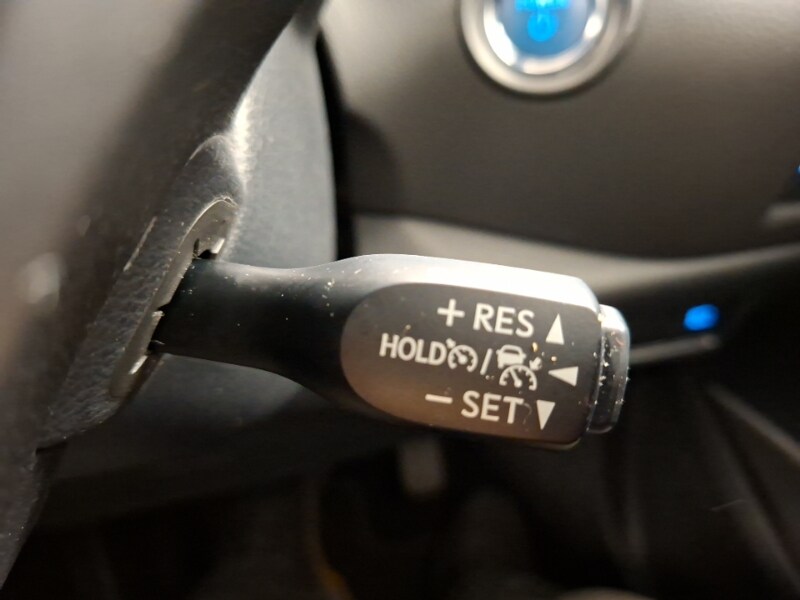 + RES
HOLD /
− SET